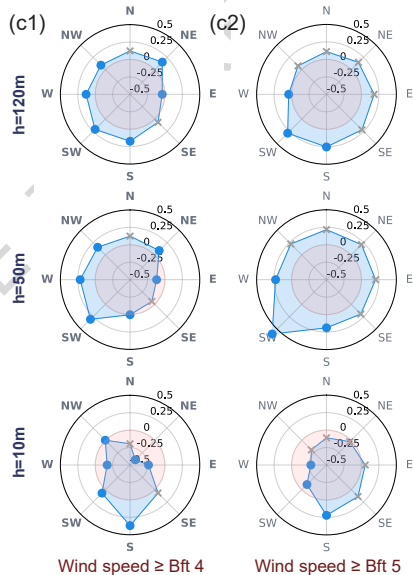 (c1) (c2)
N N
NW NE NW NE
0.5 0.5
0.25 0.25
0 0
-0.25 -0.25
-0.5 -0.5
W E W E
SW SE SW SE
S S
h=120m
N N
NW NE NW NE
0.5 0.5
0.25 0.25
0 0
-0.25 -0.25
-0.5 -0.5
W E W E
SW SE SW SE
S S
h=50m
N N
NW NE NW NE
0.5 0.5
0.25 0.25
0 0
-0.25 -0.25
-0.5 -0.5
W E W E
SW SE SW SE
S S
h=10m
Wind speed ≥ Bft 4 Wind speed ≥ Bft 5